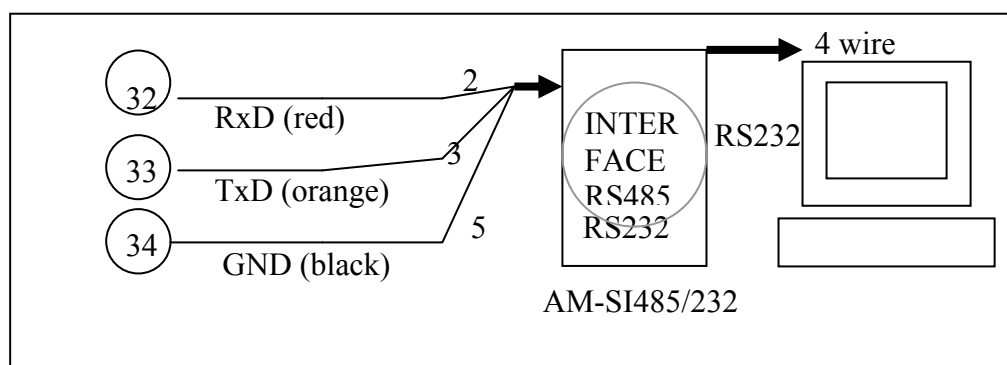 4 wire
32
2
RxD (red)
33
3
TxD (orange)
34
5
GND (black)
INTER
FACE
RS485
RS232
RS232
AM-SI485/232